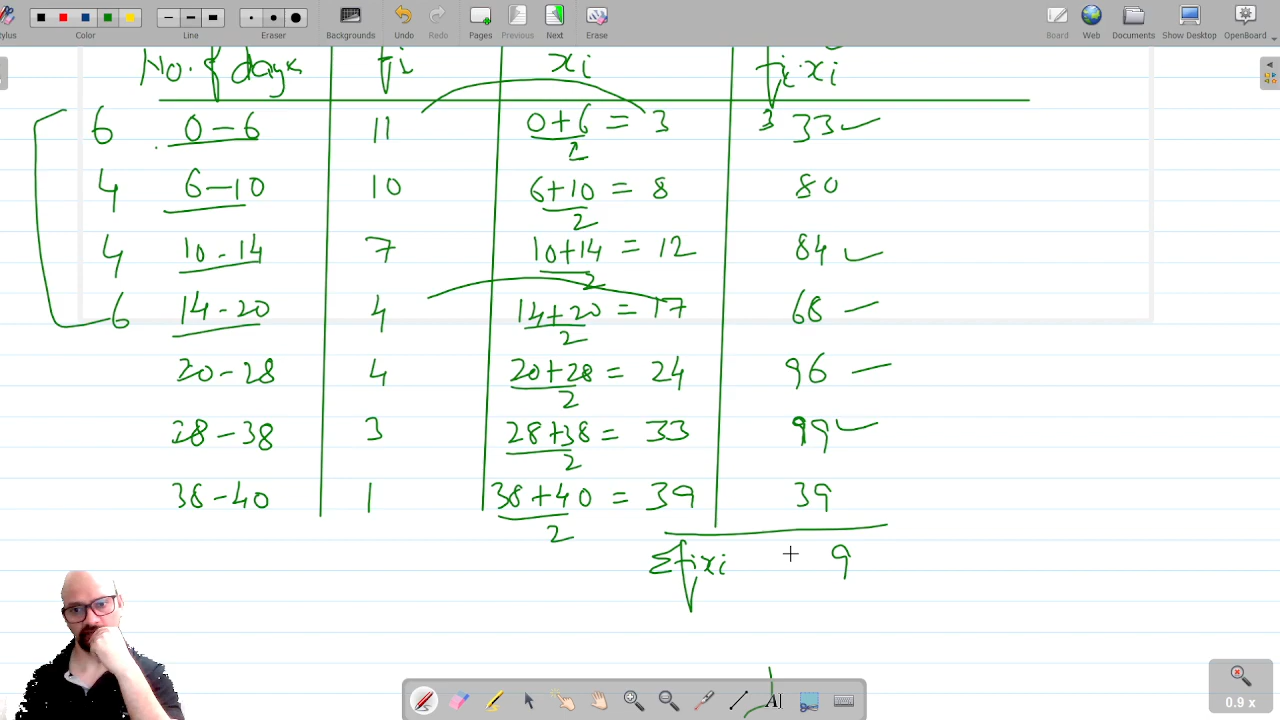 Stylus Color Line Eraser Backgrounds Undo Redo Pages Previous Next Erase Board Web Documents Show Desktop OpenBoard
No. of days fi xi fi.xi
6 0-6 11 0+6 = 3 3 33
2
4 6-10 10 6+10 = 8 80
2
4 10-14 7 10+14 = 12 84
2
6 14-20 4 14+20 = 17 68
2
20-28 4 20+28 = 24 96
2
28-38 3 28+38 = 33 99
2
38-40 1 38+40 = 39 39
2
Σfixi 9
0.9 x